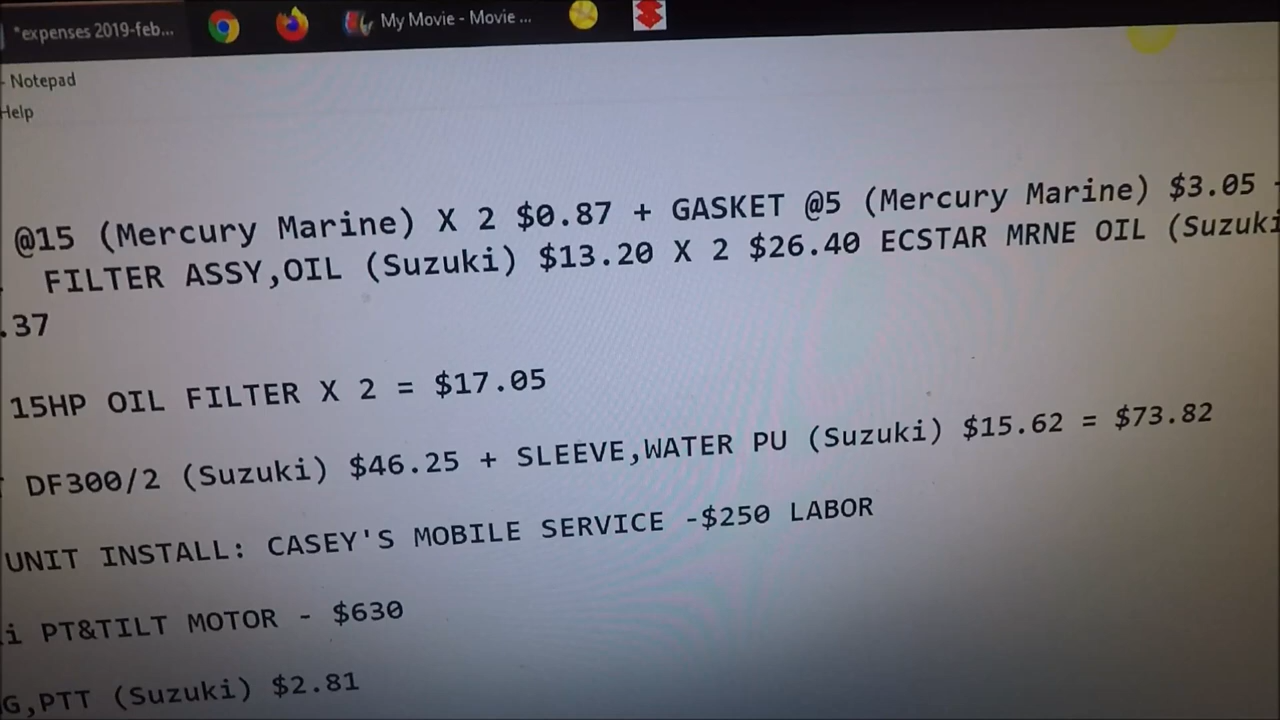 *expenses 2019-feb...
My Movie - Movie ...
- Notepad
Help
@15 (Mercury Marine) X 2 $0.87 + GASKET @5 (Mercury Marine) $3.05
FILTER ASSY,OIL (Suzuki) $13.20 X 2 $26.40 ECSTAR MRNE OIL (Suzuki
.37
15HP OIL FILTER X 2 = $17.05
DF300/2 (Suzuki) $46.25 + SLEEVE,WATER PU (Suzuki) $15.62 = $73.82
UNIT INSTALL: CASEY'S MOBILE SERVICE -$250 LABOR
i PT&TILT MOTOR - $630
G,PTT (Suzuki) $2.81